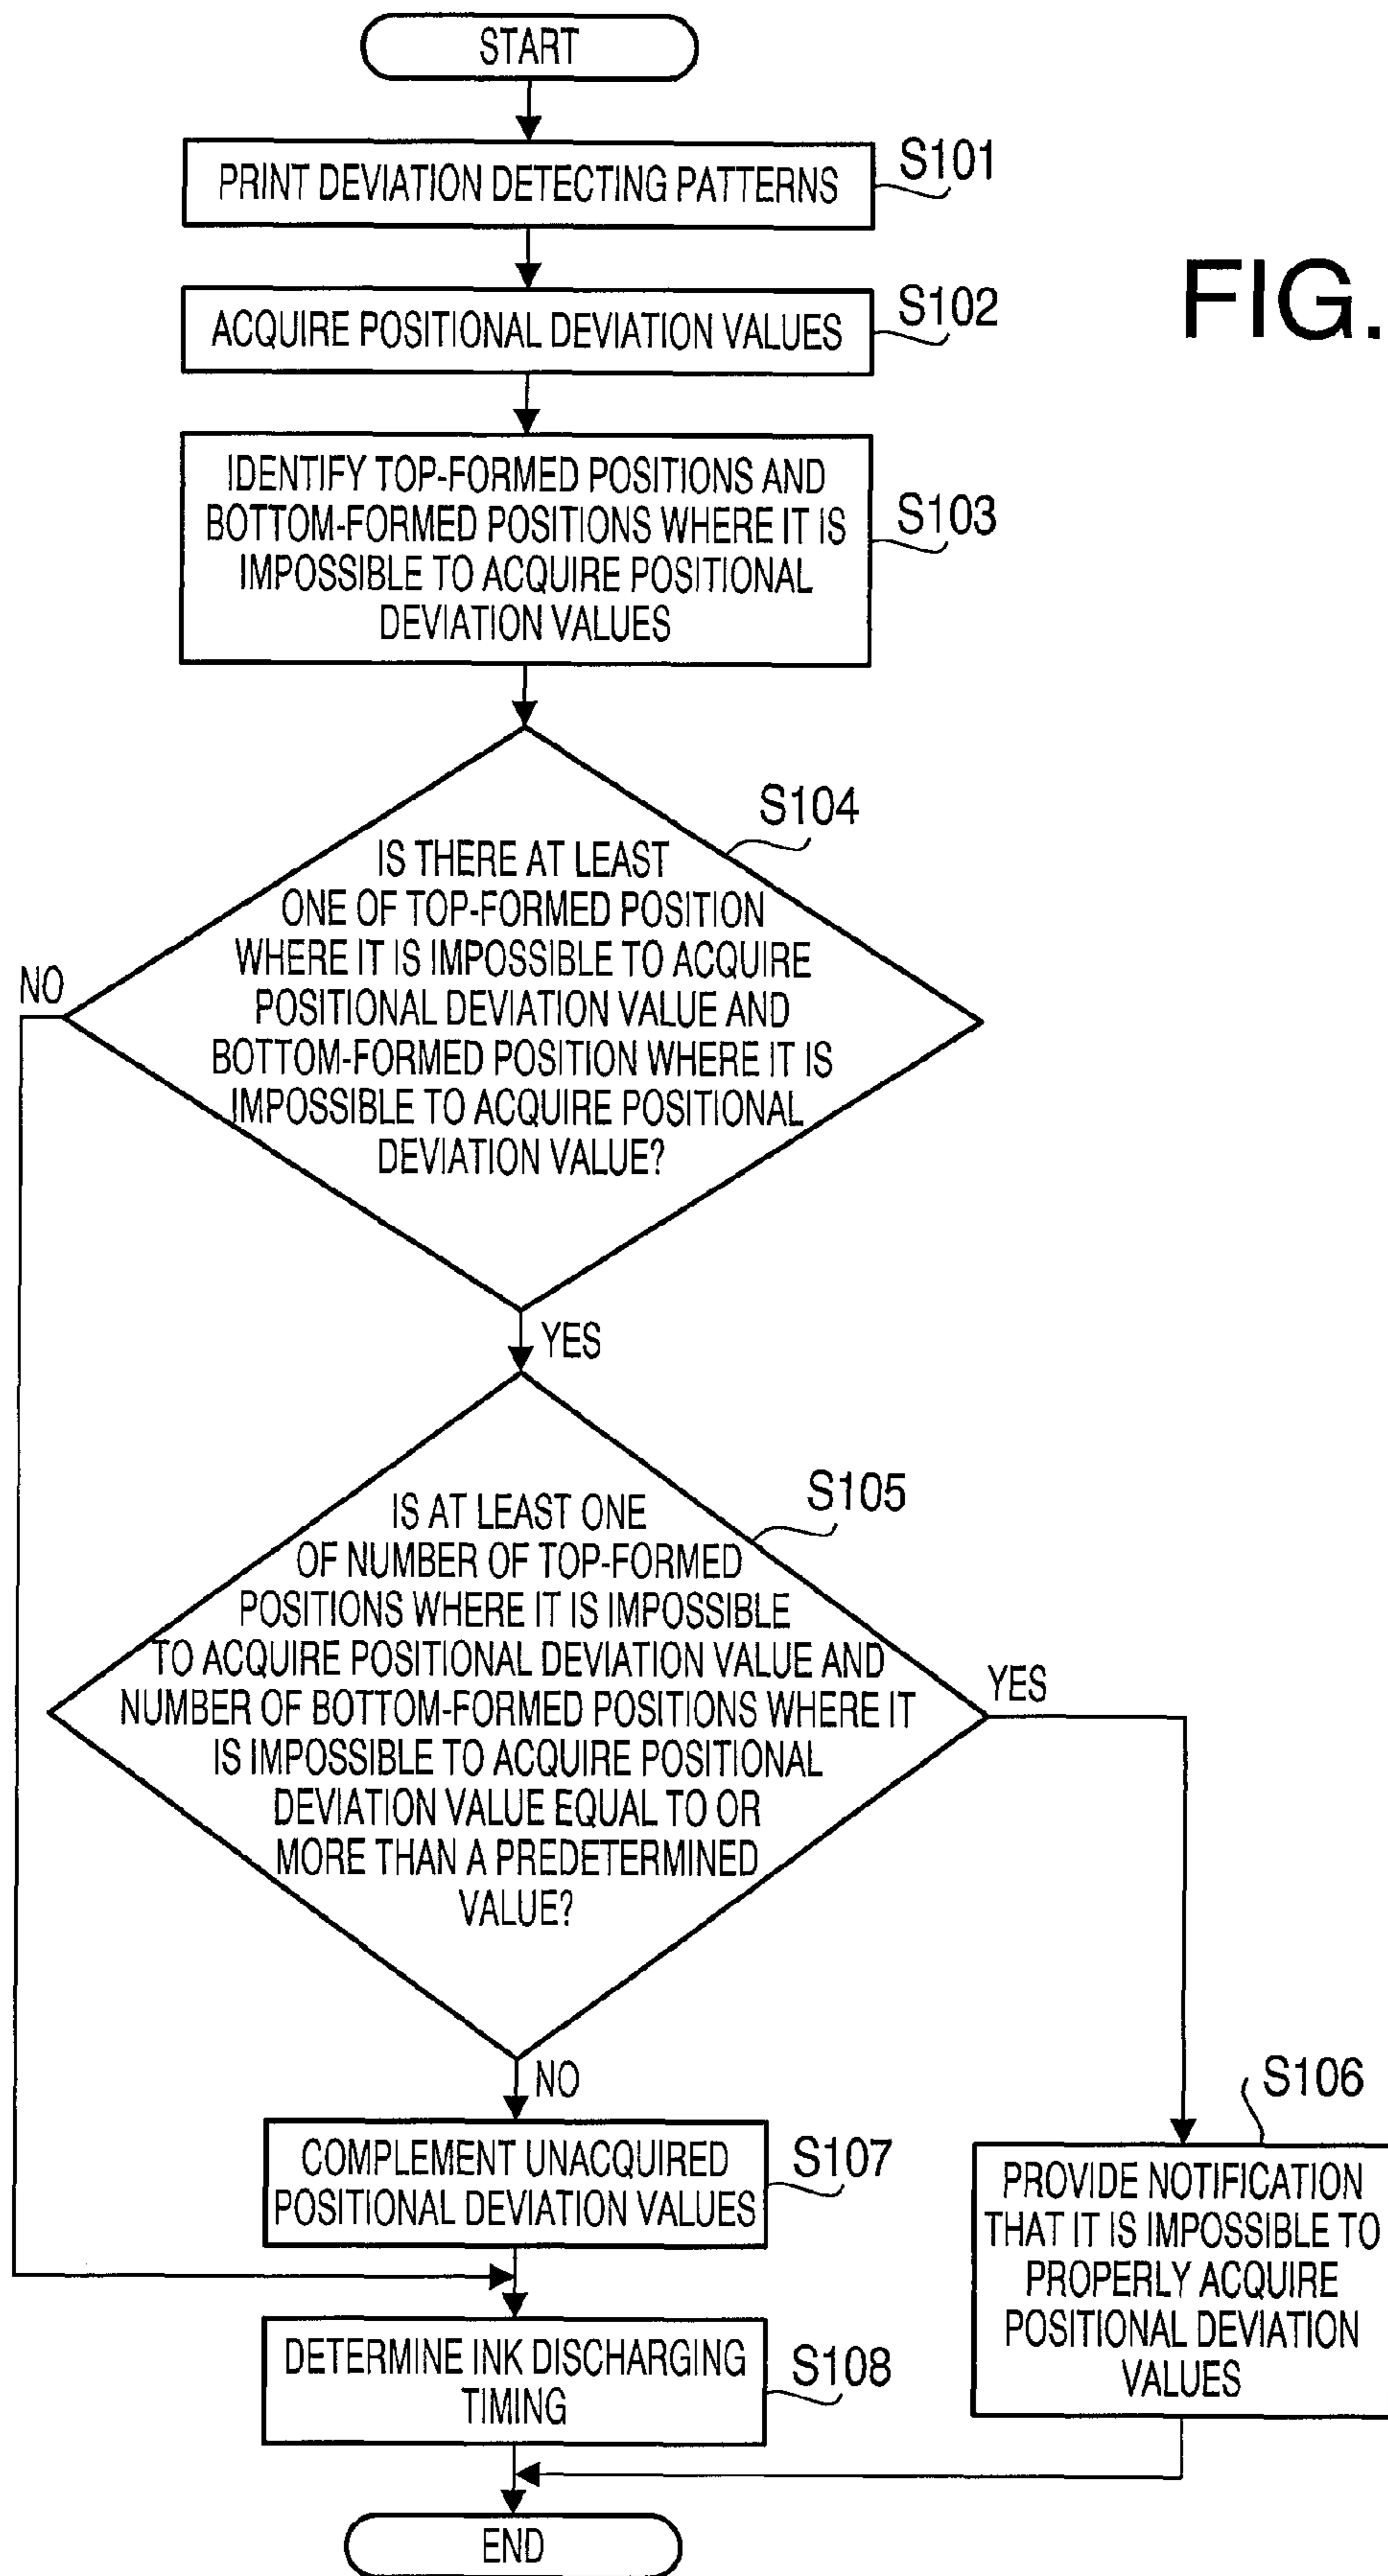 START
PRINT DEVIATION DETECTING PATTERNS
S101
FIG.
ACQUIRE POSITIONAL DEVIATION VALUES
S102
IDENTIFY TOP-FORMED POSITIONS AND
BOTTOM-FORMED POSITIONS WHERE IT IS
IMPOSSIBLE TO ACQUIRE POSITIONAL
DEVIATION VALUES
S103
S104
IS THERE AT LEAST
ONE OF TOP-FORMED POSITION
WHERE IT IS IMPOSSIBLE TO ACQUIRE
POSITIONAL DEVIATION VALUE AND
BOTTOM-FORMED POSITION WHERE IT IS
IMPOSSIBLE TO ACQUIRE POSITIONAL
DEVIATION VALUE?
NO
YES
S105
IS AT LEAST ONE
OF NUMBER OF TOP-FORMED
POSITIONS WHERE IT IS IMPOSSIBLE
TO ACQUIRE POSITIONAL DEVIATION VALUE AND
NUMBER OF BOTTOM-FORMED POSITIONS WHERE IT
IS IMPOSSIBLE TO ACQUIRE POSITIONAL
DEVIATION VALUE EQUAL TO OR
MORE THAN A PREDETERMINED
VALUE?
YES
NO
S106
COMPLEMENT UNACQUIRED
POSITIONAL DEVIATION VALUES
S107
PROVIDE NOTIFICATION
THAT IT IS IMPOSSIBLE TO
PROPERLY ACQUIRE
POSITIONAL DEVIATION
VALUES
DETERMINE INK DISCHARGING
TIMING
S108
END